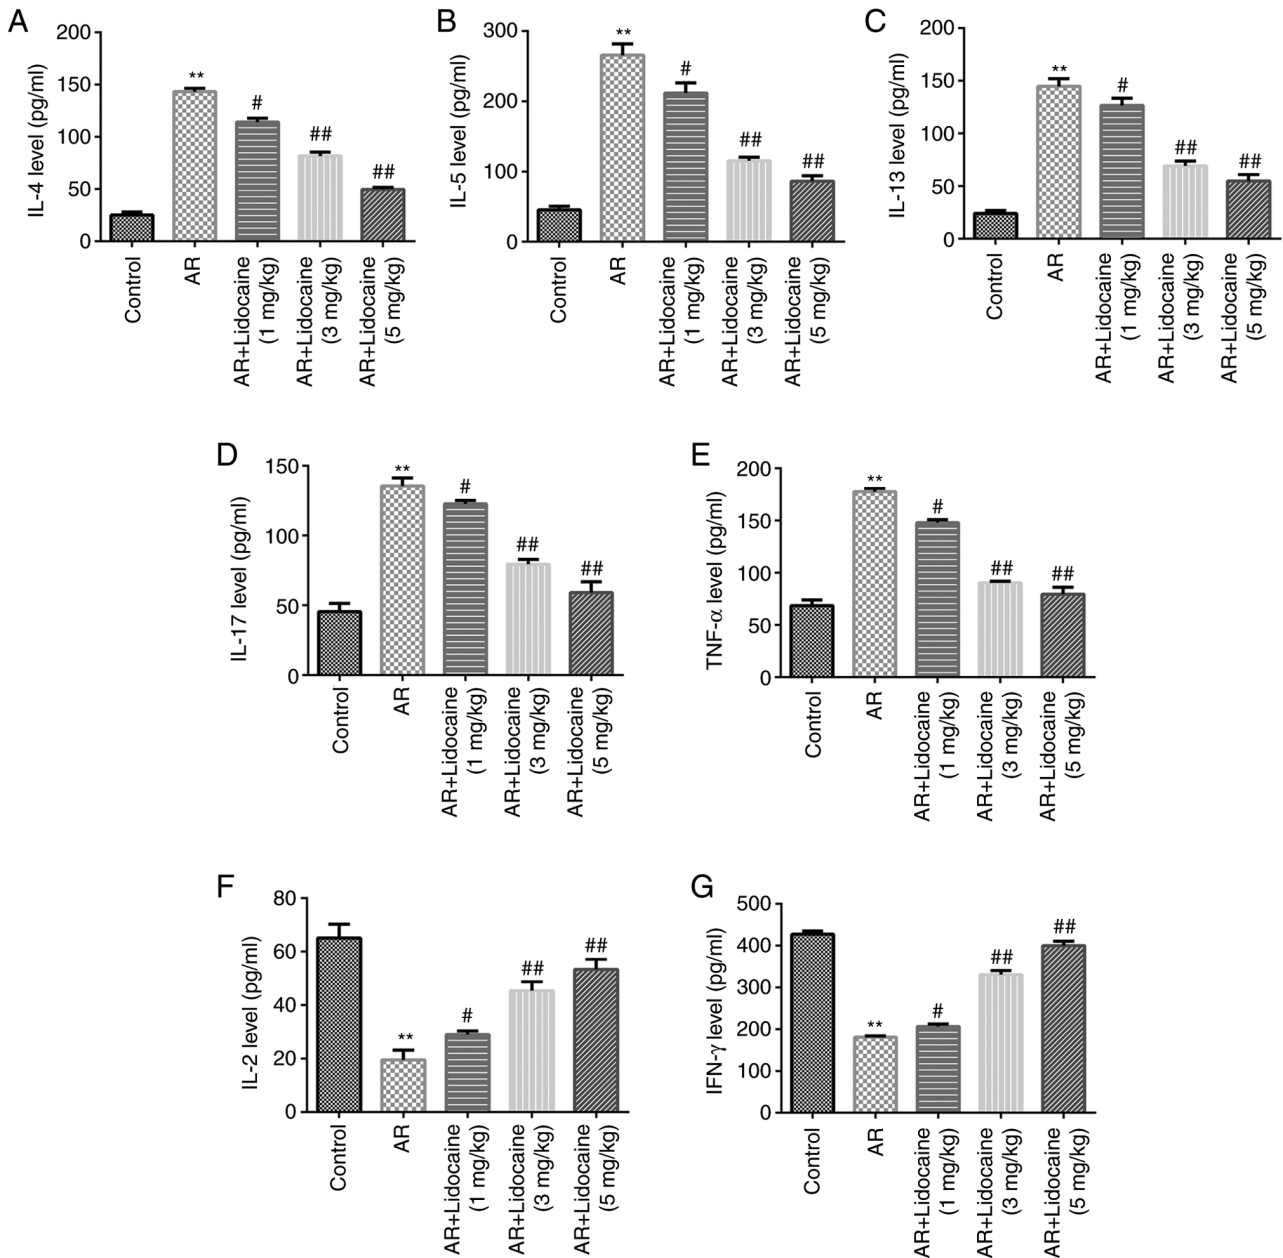 A
IL-4 level (pg/ml)
200
150
100
50
0
**
#
##
##
Control
AR
AR+Lidocaine
(1 mg/kg)
AR+Lidocaine
(3 mg/kg)
AR+Lidocaine
(5 mg/kg)
B
IL-5 level (pg/ml)
300
200
100
0
**
#
##
##
Control
AR
AR+Lidocaine
(1 mg/kg)
AR+Lidocaine
(3 mg/kg)
AR+Lidocaine
(5 mg/kg)
C
IL-13 level (pg/ml)
200
150
100
50
0
**
#
##
##
Control
AR
AR+Lidocaine
(1 mg/kg)
AR+Lidocaine
(3 mg/kg)
AR+Lidocaine
(5 mg/kg)
D
IL-17 level (pg/ml)
150
100
50
0
**
#
##
##
Control
AR
AR+Lidocaine
(1 mg/kg)
AR+Lidocaine
(3 mg/kg)
AR+Lidocaine
(5 mg/kg)
E
TNF-α level (pg/ml)
200
150
100
50
0
**
#
##
##
Control
AR
AR+Lidocaine
(1 mg/kg)
AR+Lidocaine
(3 mg/kg)
AR+Lidocaine
(5 mg/kg)
F
IL-2 level (pg/ml)
80
60
40
20
0
**
#
##
##
Control
AR
AR+Lidocaine
(1 mg/kg)
AR+Lidocaine
(3 mg/kg)
AR+Lidocaine
(5 mg/kg)
G
IFN-γ level (pg/ml)
500
400
300
200
100
0
**
#
##
##
Control
AR
AR+Lidocaine
(1 mg/kg)
AR+Lidocaine
(3 mg/kg)
AR+Lidocaine
(5 mg/kg)